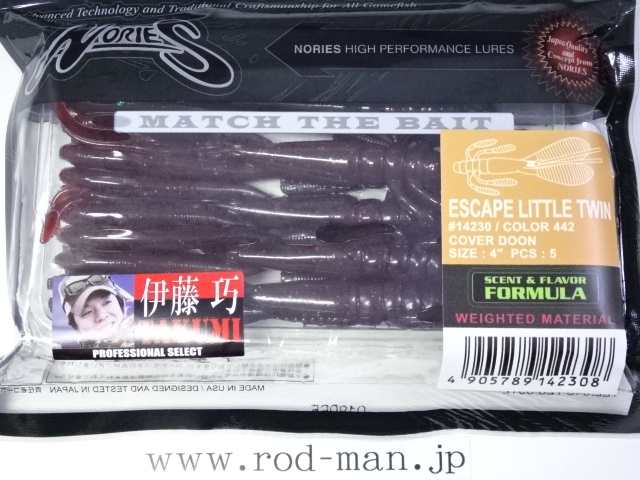 Advanced Technology and Traditional Craftsmanship for All Gamefish
NORIES
NORIES HIGH PERFORMANCE LURES
Japan Quality
and
Concept from
NORIES
MATCH THE BAIT
ESCAPE LITTLE TWIN
#14230 / COLOR 442
COVER DOON
SIZE : 4" PCS : 5
SCENT & FLAVOR
FORMULA
WEIGHTED MATERIAL
4 905789 142308
伊藤 巧
TAKUMI
PROFESSIONAL SELECT
MADE IN USA / DESIGNED AND TESTED IN JAPAN
www.rod-man.jp